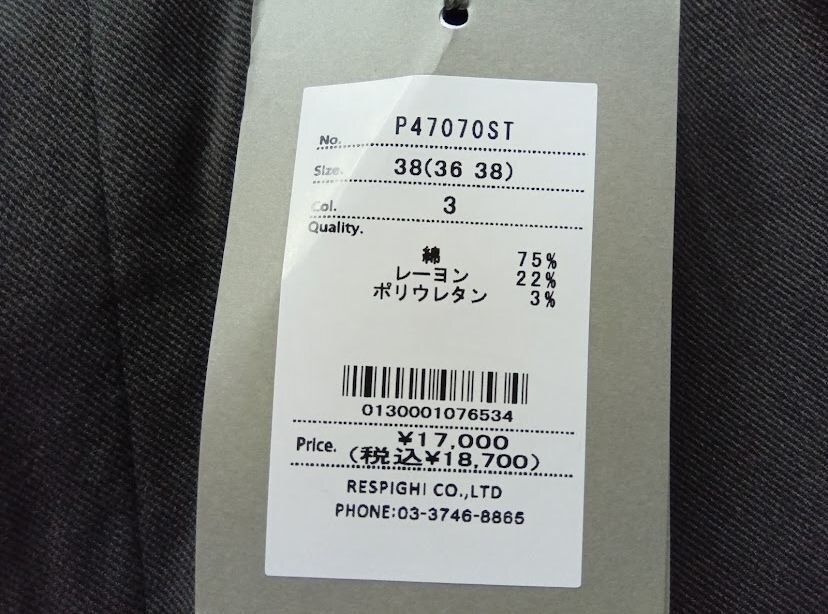 No. P47070ST
Size. 38(36 38)
Col. 3
Quality.
綿 75%
レーヨン 22%
ポリウレタン 3%
0130001076534
Price. ¥17,000
(税込¥18,700)
RESPIGHI CO.,LTD
PHONE:03-3746-8865